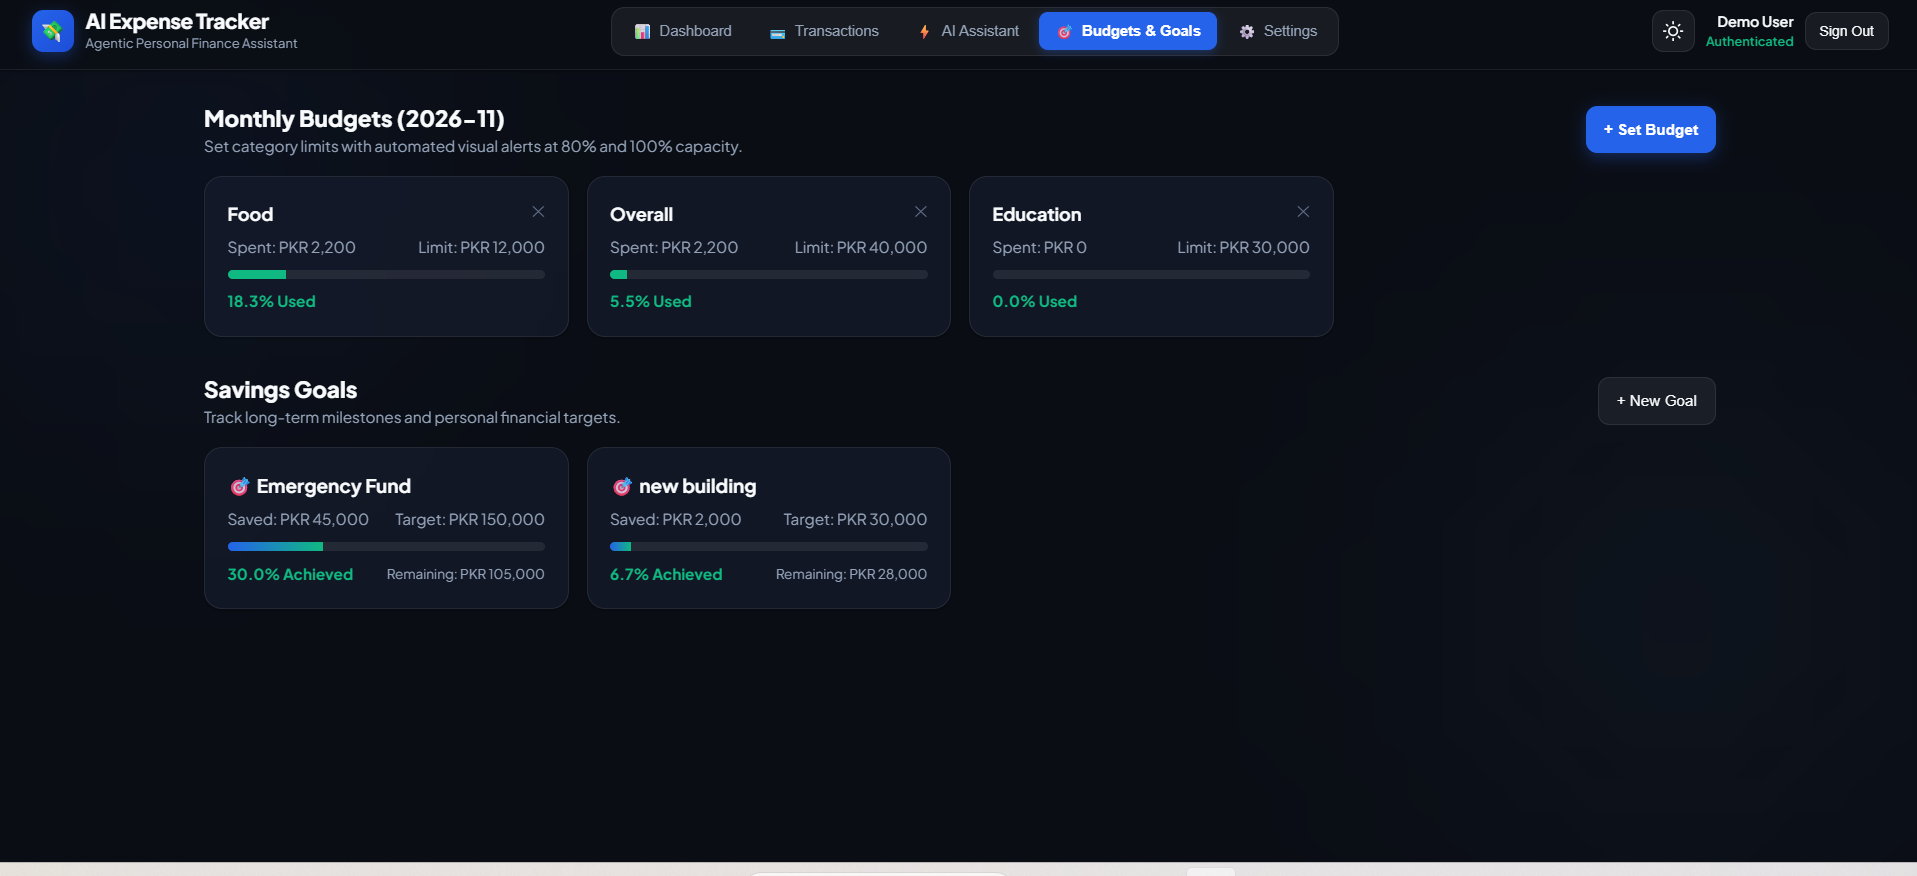 AI Expense Tracker
Agentic Personal Finance Assistant
Dashboard
Transactions
AI Assistant
Budgets & Goals
Settings
Demo User
Authenticated
Sign Out
Monthly Budgets (2026-11)
Set category limits with automated visual alerts at 80% and 100% capacity.
+ Set Budget
Food
Spent: PKR 2,200 Limit: PKR 12,000
18.3% Used
Overall
Spent: PKR 2,200 Limit: PKR 40,000
5.5% Used
Education
Spent: PKR 0 Limit: PKR 30,000
0.0% Used
Savings Goals
Track long-term milestones and personal financial targets.
+ New Goal
Emergency Fund
Saved: PKR 45,000 Target: PKR 150,000
30.0% Achieved Remaining: PKR 105,000
new building
Saved: PKR 2,000 Target: PKR 30,000
6.7% Achieved Remaining: PKR 28,000